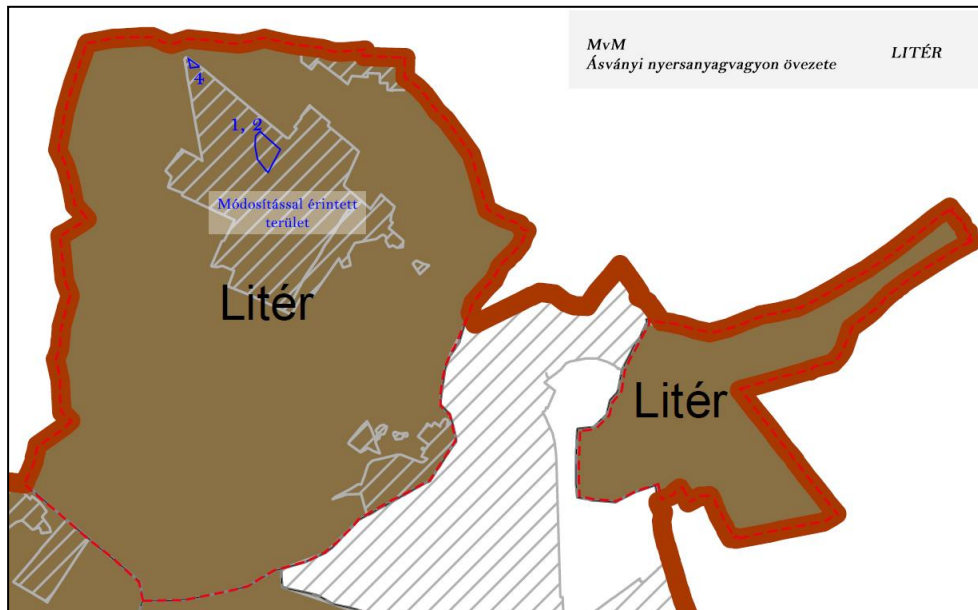 MvM
Ásványi nyersanyagvagyon övezete
LITÉR
4
1, 2
Módosítással érintett
terület
Litér
Litér